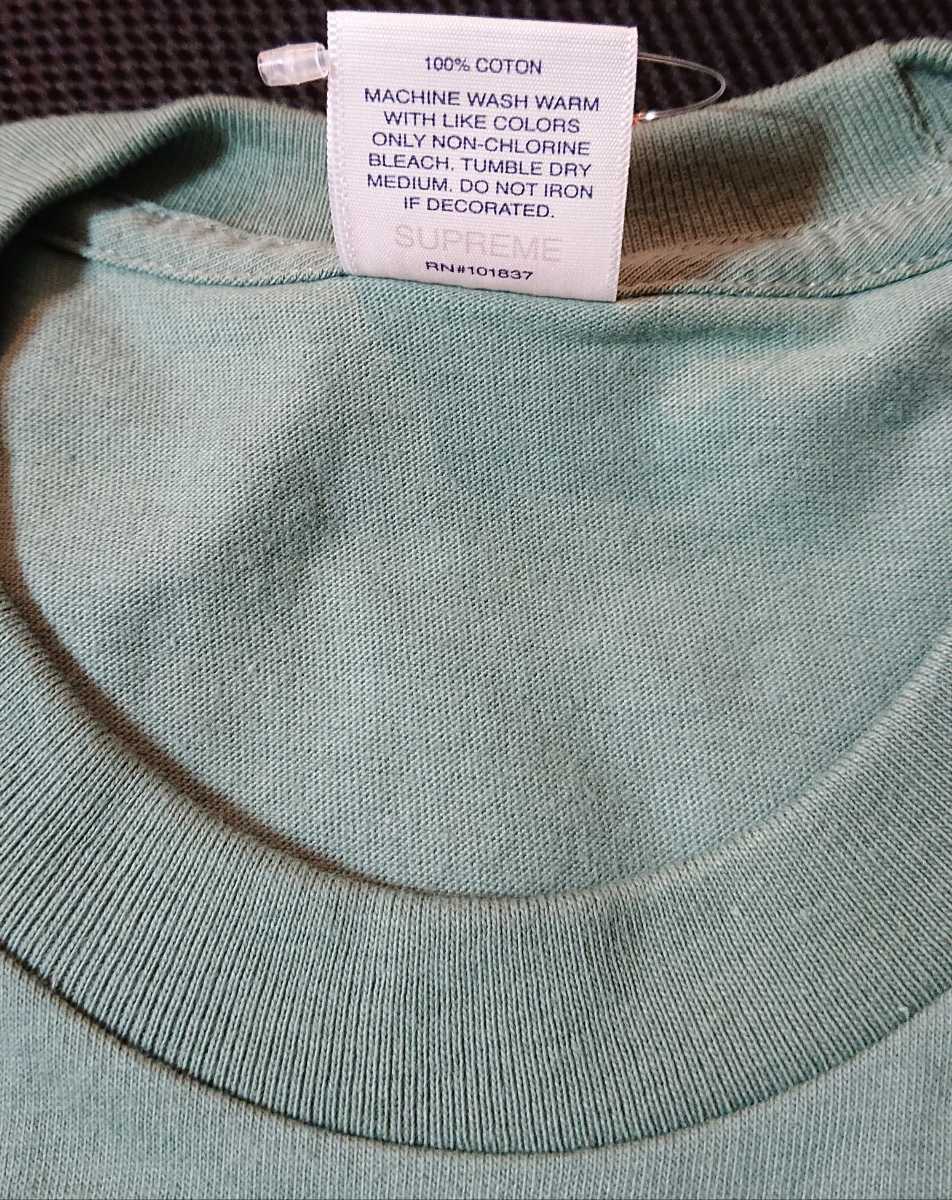 100% COTON
MACHINE WASH WARM
WITH LIKE COLORS
ONLY NON-CHLORINE
BLEACH. TUMBLE DRY
MEDIUM. DO NOT IRON
IF DECORATED.
SUPREME
RN#101837